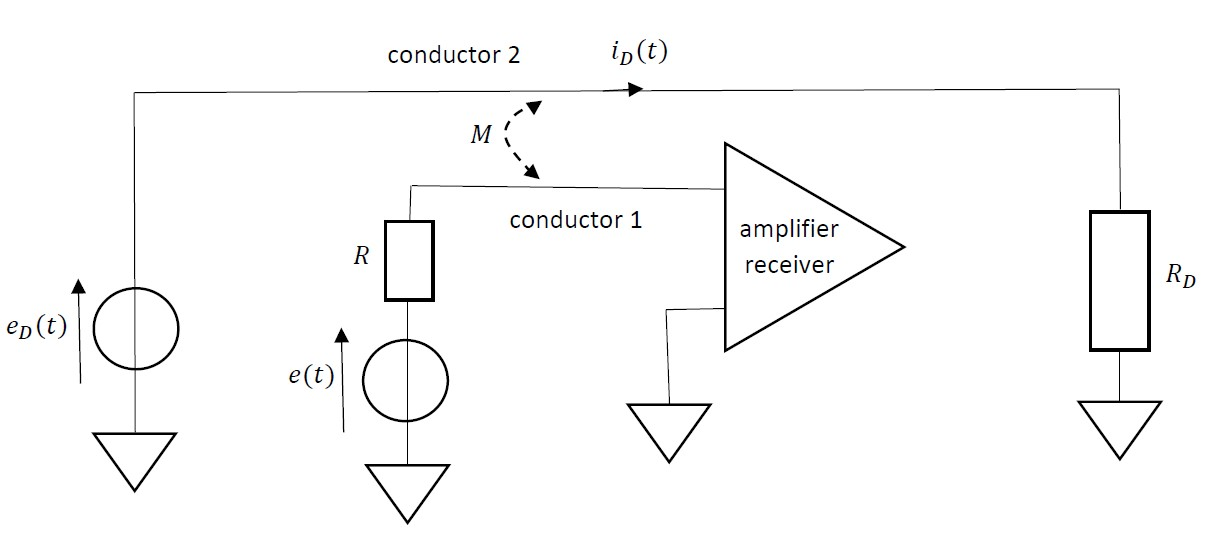 conductor 2
i_D(t)
M
conductor 1
amplifier
receiver
R
R_D
e_D(t)
e(t)